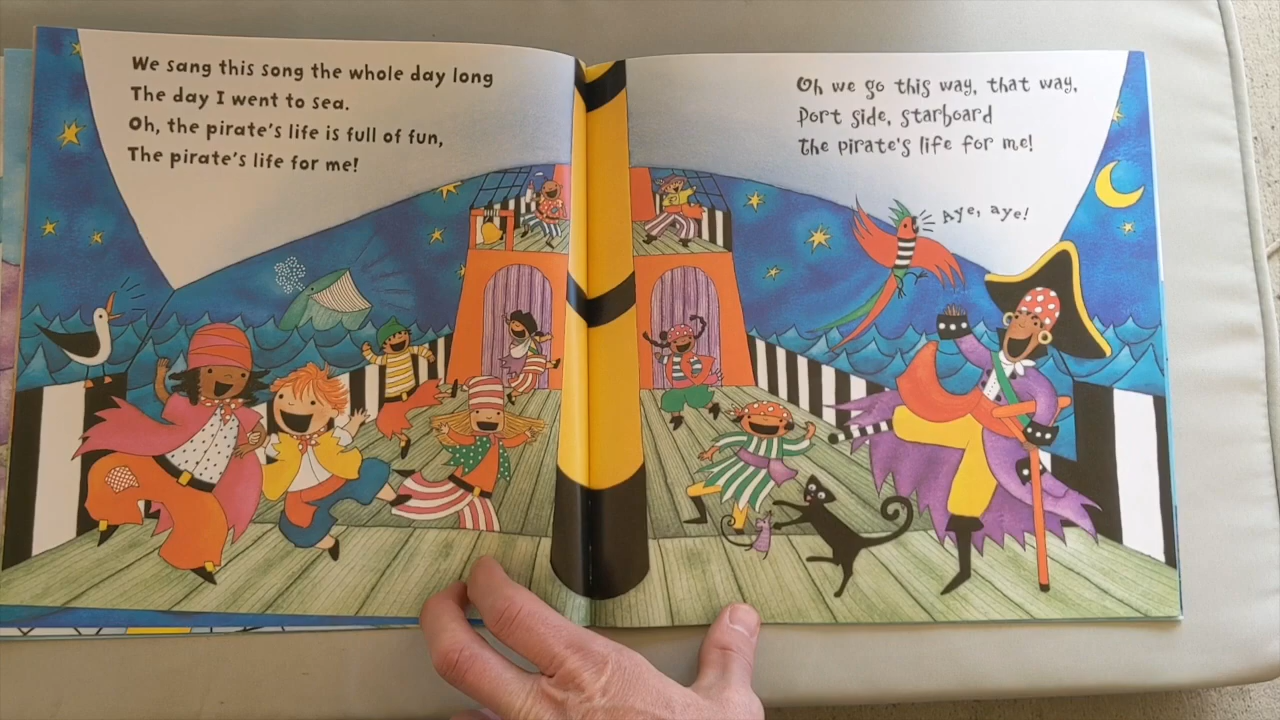 We sang this song the whole day long
The day I went to sea.
Oh, the pirate's life is full of fun,
The pirate's life for me!
Oh we go this way, that way,
Port side, starboard
the pirate's life for me!
Aye, aye!